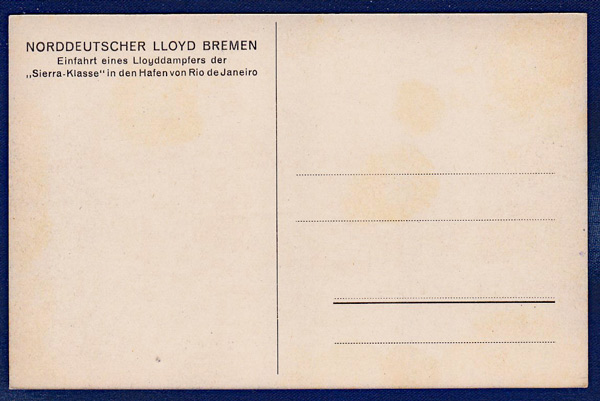 NORDDEUTSCHER LLOYD BREMEN
Einfahrt eines Lloyddampfers der
„Sierra-Klasse“ in den Hafen von Rio de Janeiro